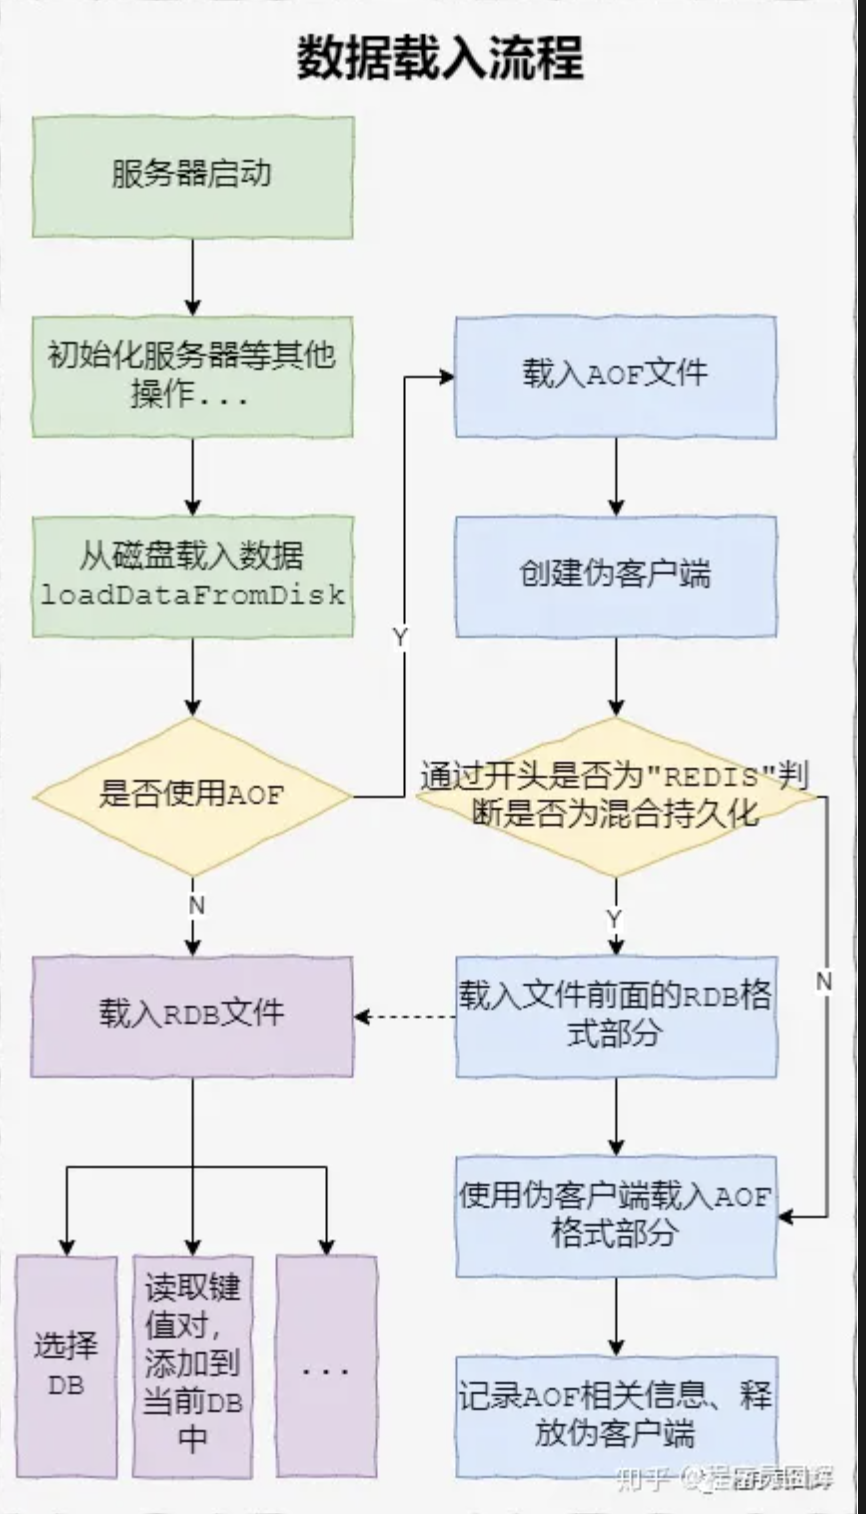 数据载入流程
服务器启动
初始化服务器等其他
操作...
从磁盘载入数据
loadDataFromDisk
是否使用AOF
Y
N
载入RDB文件
选择
DB
读取键
值对，
添加到
当前DB
中
...
载入AOF文件
创建伪客户端
通过开头是否为"REDIS"判
断是否为混合持久化
Y
N
载入文件前面的RDB格
式部分
使用伪客户端载入AOF
格式部分
记录AOF相关信息、释
放伪客户端
知乎 @程序员囧辉